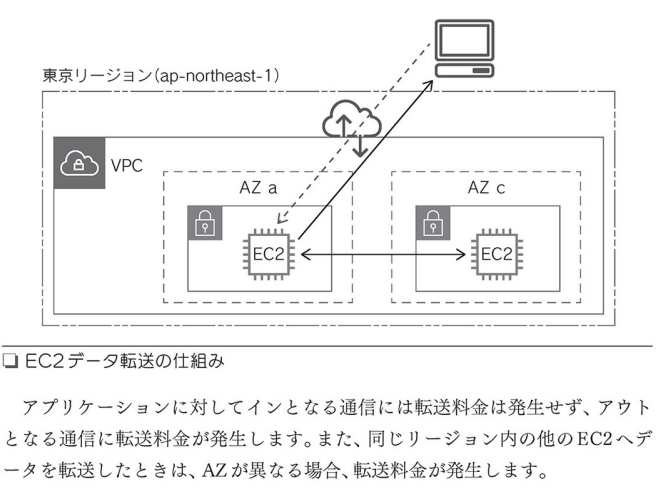 東京リージョン(ap-northeast-1)
VPC
AZ a
AZ c
EC2
EC2
❏ EC2データ転送の仕組み
アプリケーションに対してインとなる通信には転送料金は発生せず、アウト
となる通信に転送料金が発生します。また、同じリージョン内の他のEC2へデ
ータを転送したときは、AZが異なる場合、転送料金が発生します。